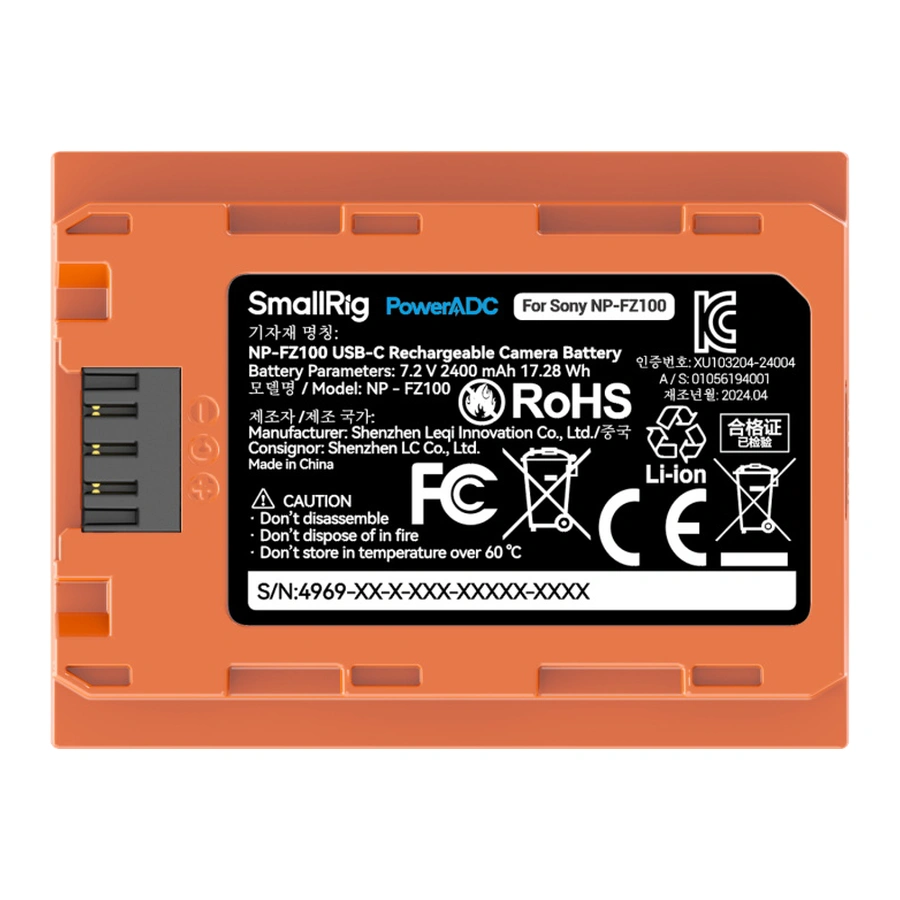 SmallRig PowerADC For Sony NP-FZ100
기자재 명칭:
NP-FZ100 USB-C Rechargeable Camera Battery
Battery Parameters: 7.2 V 2400 mAh 17.28 Wh
모델명 / Model: NP - FZ100
RoHS
인증번호: XU103204-24004
A / S: 01056194001
제조년월: 2024.04
제조자 /제조 국가:
Manufacturer: Shenzhen Leqi Innovation Co., Ltd./중국
Consignor: Shenzhen LC Co., Ltd.
Made in China
Li-ion
合格证
已检验
FC CE
CAUTION
· Don't disassemble
· Don't dispose of in fire
· Don't store in temperature over 60 ℃
S/N:4969-XX-X-XXX-XXXXX-XXXX